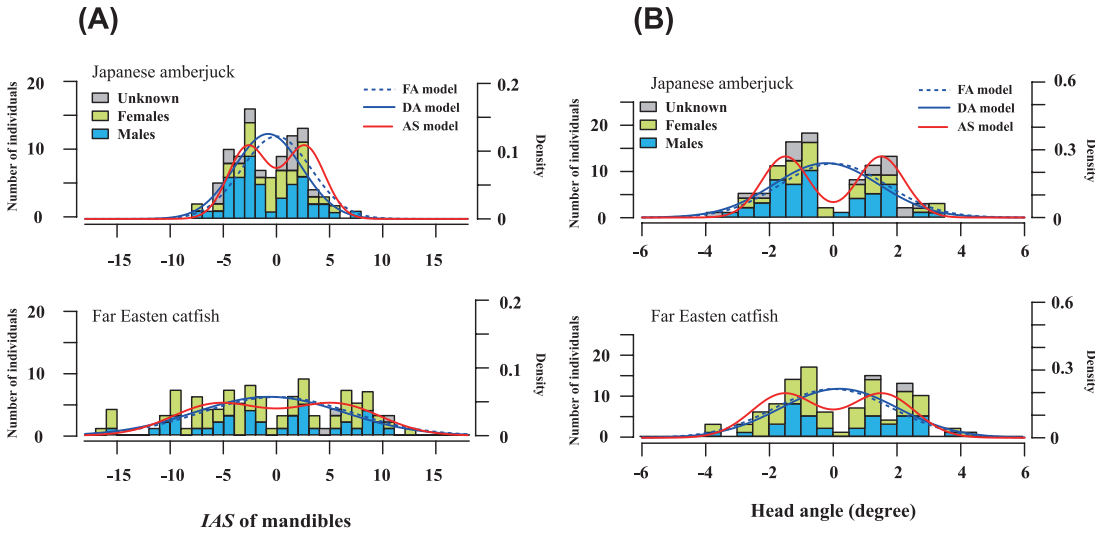 (A)
Japanese amberjuck
Unknown
Females
Males
FA model
DA model
AS model
Number of individuals
20
10
0
0.2
0.1
0
Density
-15 -10 -5 0 5 10 15
Far Easten catfish
Number of individuals
20
10
0
0.2
0.1
0
Density
-15 -10 -5 0 5 10 15
IAS of mandibles
(B)
Japanese amberjuck
Unknown
Females
Males
FA model
DA model
AS model
Number of individuals
20
10
0
0.6
0.3
0
Density
-6 -4 -2 0 2 4 6
Far Easten catfish
Number of individuals
20
10
0
0.6
0.3
0
Density
-6 -4 -2 0 2 4 6
Head angle (degree)